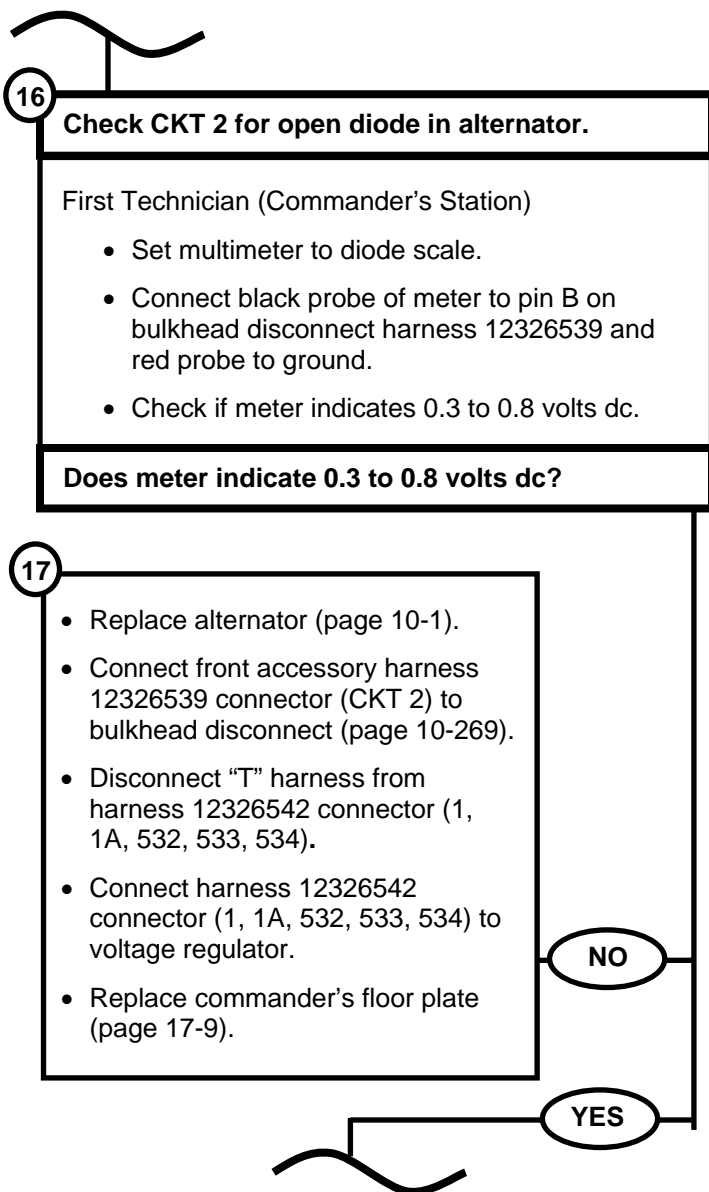 16
Check CKT 2 for open diode in alternator.
First Technician (Commander’s Station)
• Set multimeter to diode scale.
• Connect black probe of meter to pin B on
bulkhead disconnect harness 12326539 and
red probe to ground.
• Check if meter indicates 0.3 to 0.8 volts dc.
Does meter indicate 0.3 to 0.8 volts dc?
17
• Replace alternator (page 10-1).
• Connect front accessory harness
12326539 connector (CKT 2) to
bulkhead disconnect (page 10-269).
• Disconnect “T” harness from
harness 12326542 connector (1,
1A, 532, 533, 534).
• Connect harness 12326542
connector (1, 1A, 532, 533, 534) to
voltage regulator.
• Replace commander’s floor plate
(page 17-9).
NO
YES